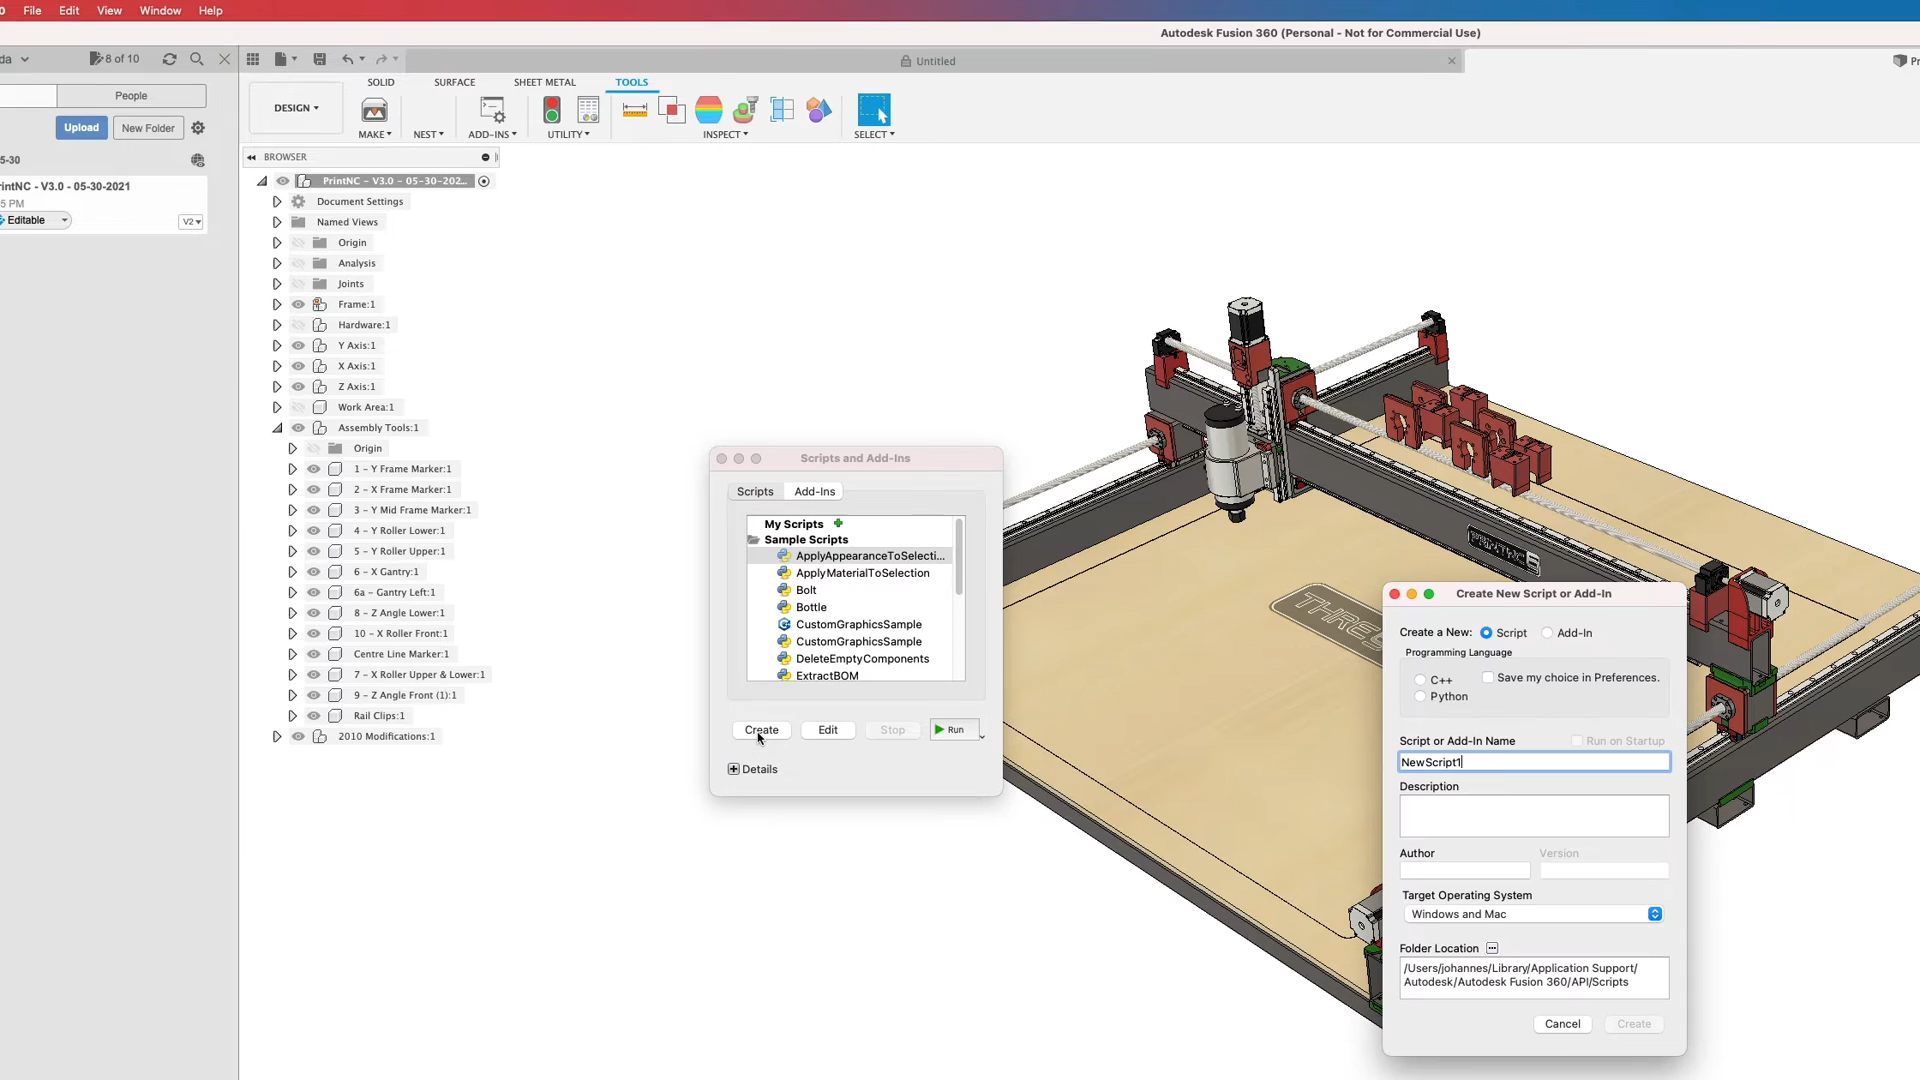 File Edit View Window Help
Autodesk Fusion 360 (Personal - Not for Commercial Use)
8 of 10
Untitled
People
Upload New Folder
5-30
rintNC - V3.0 - 05-30-2021
5 PM
Editable
V2
SOLID SURFACE SHEET METAL TOOLS
DESIGN
MAKE NEST ADD-INS UTILITY INSPECT SELECT
BROWSER
PrintNC - V3.0 - 05-30-202...
Document Settings
Named Views
Origin
Analysis
Joints
Frame:1
Hardware:1
Y Axis:1
X Axis:1
Z Axis:1
Work Area:1
Assembly Tools:1
Origin
1 - Y Frame Marker:1
2 - X Frame Marker:1
3 - Y Mid Frame Marker:1
4 - Y Roller Lower:1
5 - Y Roller Upper:1
6 - X Gantry:1
6a - Gantry Left:1
8 - Z Angle Lower:1
10 - X Roller Front:1
Centre Line Marker:1
7 - X Roller Upper & Lower:1
9 - Z Angle Front (1):1
Rail Clips:1
2010 Modifications:1
Scripts and Add-Ins
Scripts Add-Ins
My Scripts
Sample Scripts
ApplyAppearanceToSelecti...
ApplyMaterialToSelection
Bolt
Bottle
CustomGraphicsSample
CustomGraphicsSample
DeleteEmptyComponents
ExtractBOM
Create Edit Stop Run
Details
PRINTNC
Create New Script or Add-In
Create a New: Script Add-In
Programming Language
C++ Save my choice in Preferences.
Python
Script or Add-In Name Run on Startup
NewScript1
Description
Author Version
Target Operating System
Windows and Mac
Folder Location
/Users/johannes/Library/Application Support/
Autodesk/Autodesk Fusion 360/API/Scripts
Cancel Create